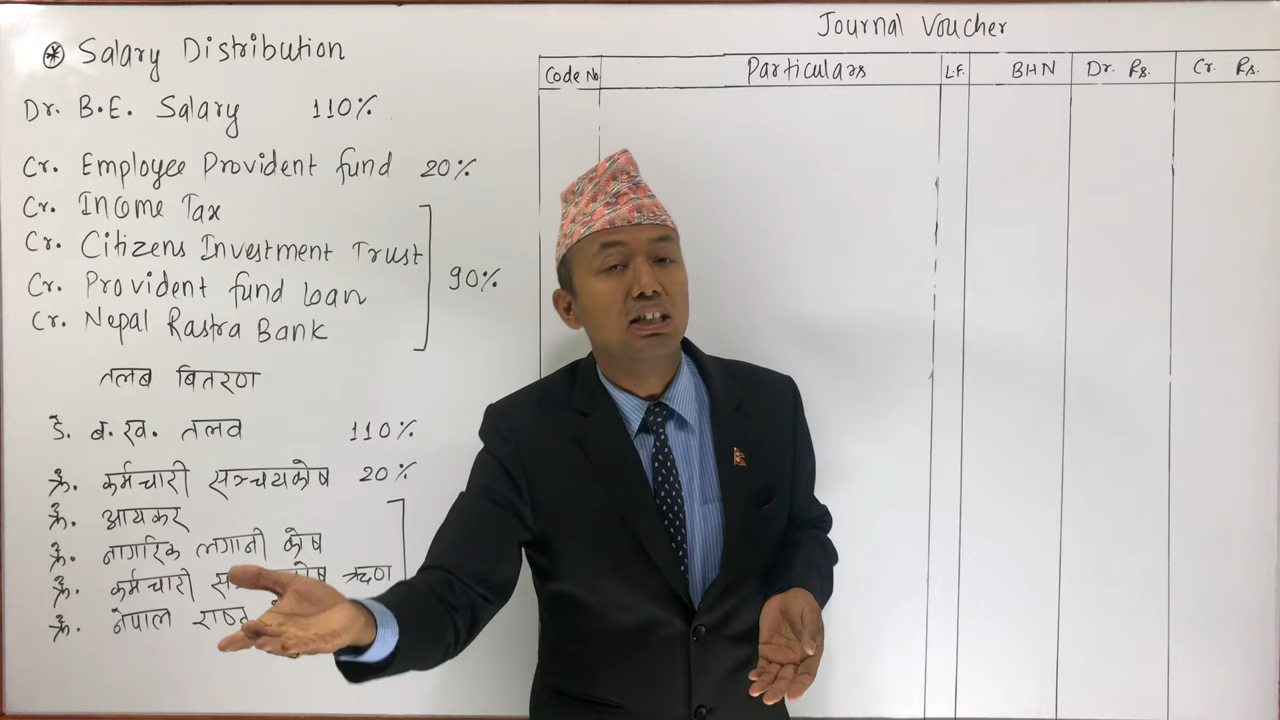 ⊛ Salary Distribution
Dr. B.E. Salary 110%
Cr. Employee Provident fund 20%
Cr. Income Tax
Cr. Citizens Investment Trust
Cr. Provident fund Loan
Cr. Nepal Rastra Bank
90%
तलब बितरण
डे. ब.ख. तलव 110%
क्रे. कर्मचारी सञ्चयकोष 20%
क्रे. आयकर
क्रे. नागरिक लगानी कोष
क्रे. कर्मचारी ऋण
क्रे. नेपाल
Journal Voucher
Code No Particulars L.F. BHN Dr. Rs. Cr. Rs.